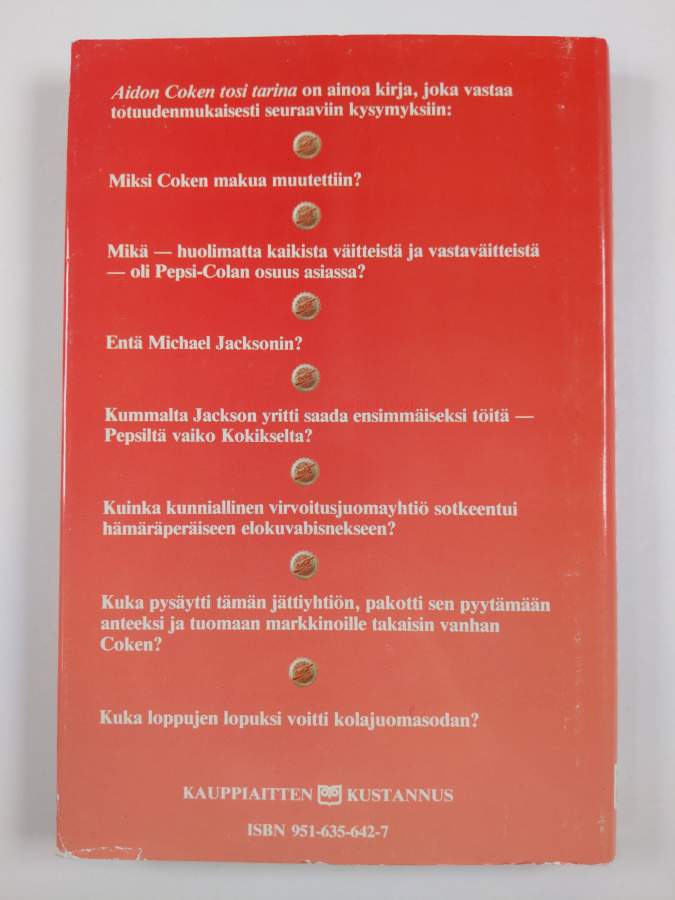 Aidon Coken tosi tarina on ainoa kirja, joka vastaa
totuudenmukaisesti seuraaviin kysymyksiin:
Miksi Coken makua muutettiin?
Mikä — huolimatta kaikista väitteistä ja vastaväitteistä
— oli Pepsi-Colan osuus asiassa?
Entä Michael Jacksonin?
Kummalta Jackson yritti saada ensimmäiseksi töitä —
Pepsiltä vaiko Kokikselta?
Kuinka kunniallinen virvoitusjuomayhtiö sotkeentui
hämäräperäiseen elokuvabisnekseen?
Kuka pysäytti tämän jättiyhtiön, pakotti sen pyytämään
anteeksi ja tuomaan markkinoille takaisin vanhan
Coken?
Kuka loppujen lopuksi voitti kolajuomasodan?
KAUPPIAITTEN KUSTANNUS
ISBN 951-635-642-7